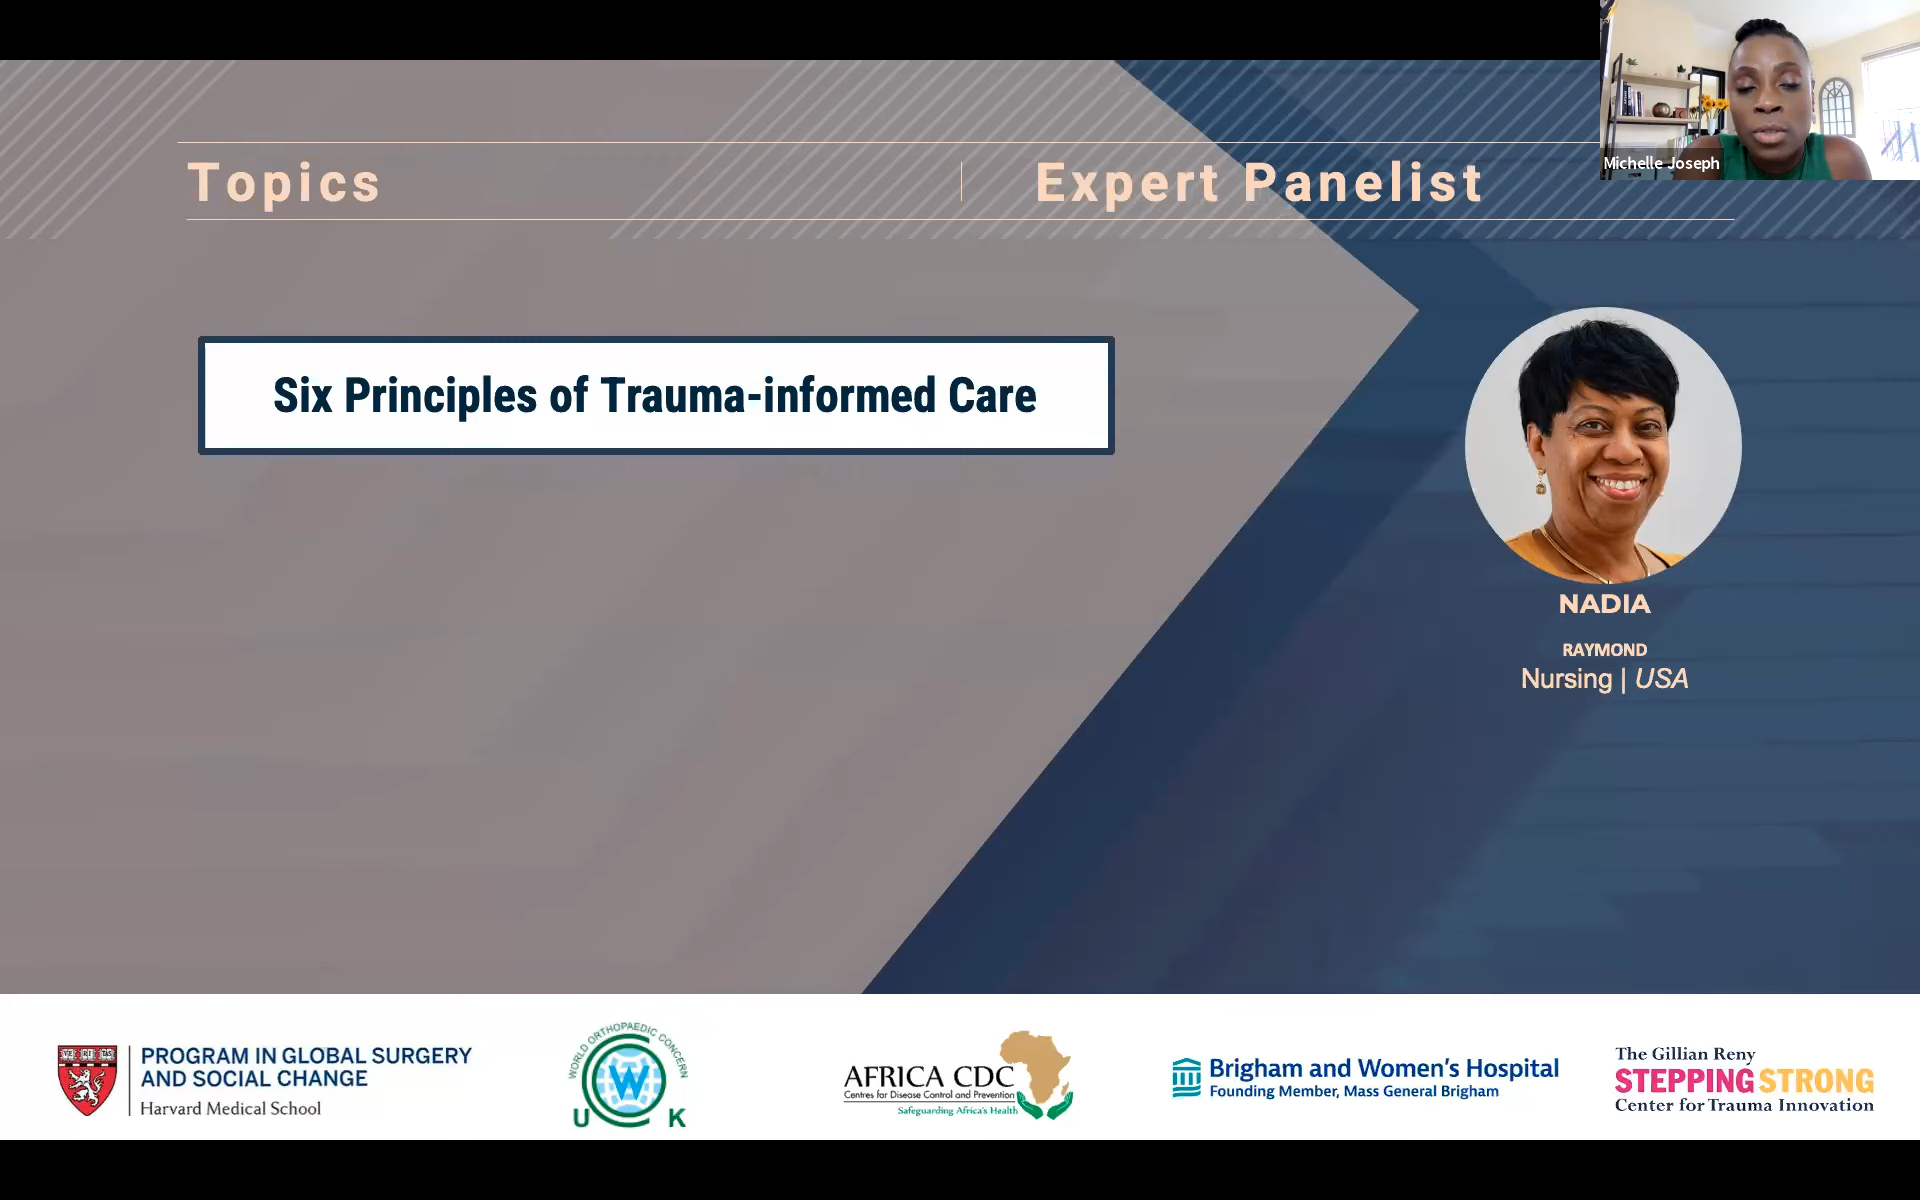 Michelle Joseph
Topics
Expert Panelist
Six Principles of Trauma-informed Care
NADIA
RAYMOND
Nursing | USA
VE RI TAS
PROGRAM IN GLOBAL SURGERY
AND SOCIAL CHANGE
Harvard Medical School
WORLD ORTHOPAEDIC CONCERN
W
U K
AFRICA CDC
Centres for Disease Control and Prevention
Safeguarding Africa's Health
Brigham and Women's Hospital
Founding Member, Mass General Brigham
The Gillian Reny
STEPPING STRONG
Center for Trauma Innovation